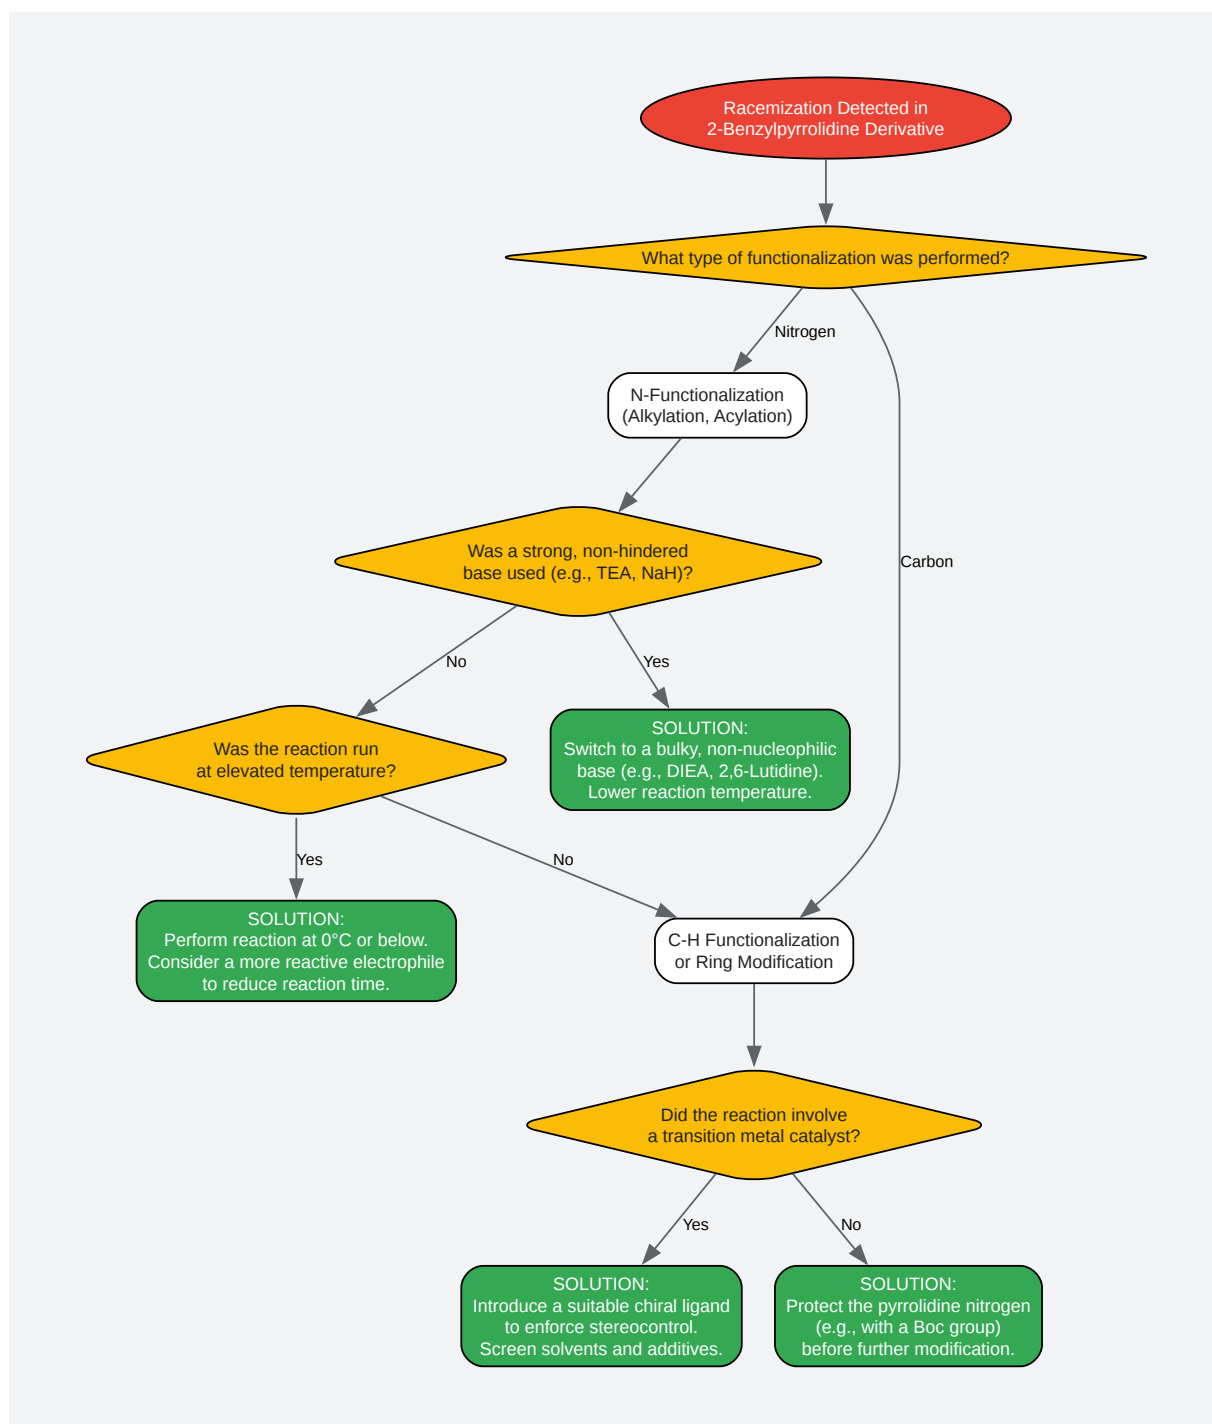 Racemization Detected in
2-Benzylpyrrolidine Derivative
What type of functionalization was performed?
Nitrogen
N-Functionalization
(Alkylation, Acylation)
Carbon
Was a strong, non-hindered
base used (e.g., TEA, NaH)?
No
Yes
Was the reaction run
at elevated temperature?
SOLUTION:
Switch to a bulky, non-nucleophilic
base (e.g., DIEA, 2,6-Lutidine).
Lower reaction temperature.
Yes
No
SOLUTION:
Perform reaction at 0°C or below.
Consider a more reactive electrophile
to reduce reaction time.
C-H Functionalization
or Ring Modification
Did the reaction involve
a transition metal catalyst?
Yes
No
SOLUTION:
Introduce a suitable chiral ligand
to enforce stereocontrol.
Screen solvents and additives.
SOLUTION:
Protect the pyrrolidine nitrogen
(e.g., with a Boc group)
before further modification.